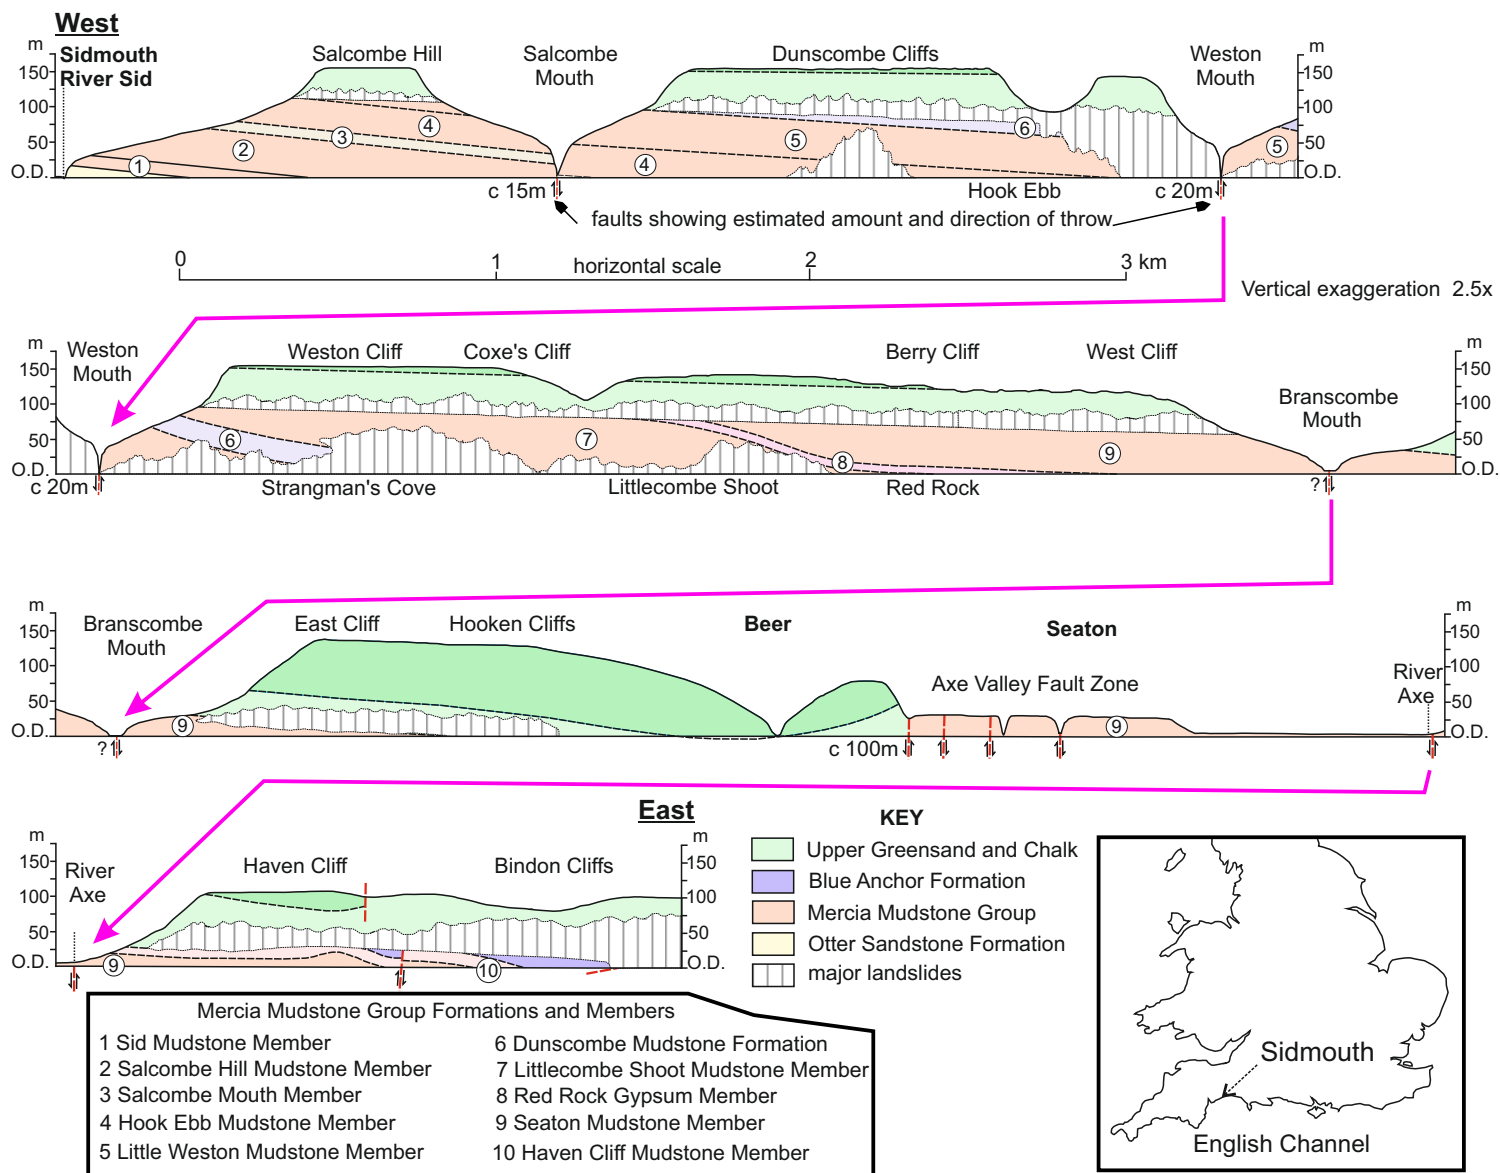 West
m
Sidmouth
River Sid
Salcombe Hill
Salcombe
Mouth
Dunscombe Cliffs
Weston
Mouth
m
150
100
50
O.D.
150
100
50
O.D.
1
2
3
4
4
5
6
5
c 15m
Hook Ebb
c 20m
faults showing estimated amount and direction of throw
0
1
2
3 km
horizontal scale
Vertical exaggeration 2.5x
m
Weston
Mouth
Weston Cliff
Coxe's Cliff
Berry Cliff
West Cliff
Branscombe
Mouth
m
150
100
50
O.D.
150
100
50
O.D.
6
7
8
9
c 20m
Strangman's Cove
Littlecombe Shoot
Red Rock
?
m
Branscombe
Mouth
East Cliff
Hooken Cliffs
Beer
Seaton
Axe Valley Fault Zone
River
Axe
m
150
100
50
O.D.
150
100
50
O.D.
9
9
?
c 100m
East
m
River
Axe
Haven Cliff
Bindon Cliffs
m
150
100
50
O.D.
150
100
50
O.D.
9
10
KEY
Upper Greensand and Chalk
Blue Anchor Formation
Mercia Mudstone Group
Otter Sandstone Formation
major landslides
Mercia Mudstone Group Formations and Members
1 Sid Mudstone Member
2 Salcombe Hill Mudstone Member
3 Salcombe Mouth Member
4 Hook Ebb Mudstone Member
5 Little Weston Mudstone Member
6 Dunscombe Mudstone Formation
7 Littlecombe Shoot Mudstone Member
8 Red Rock Gypsum Member
9 Seaton Mudstone Member
10 Haven Cliff Mudstone Member
Sidmouth
English Channel